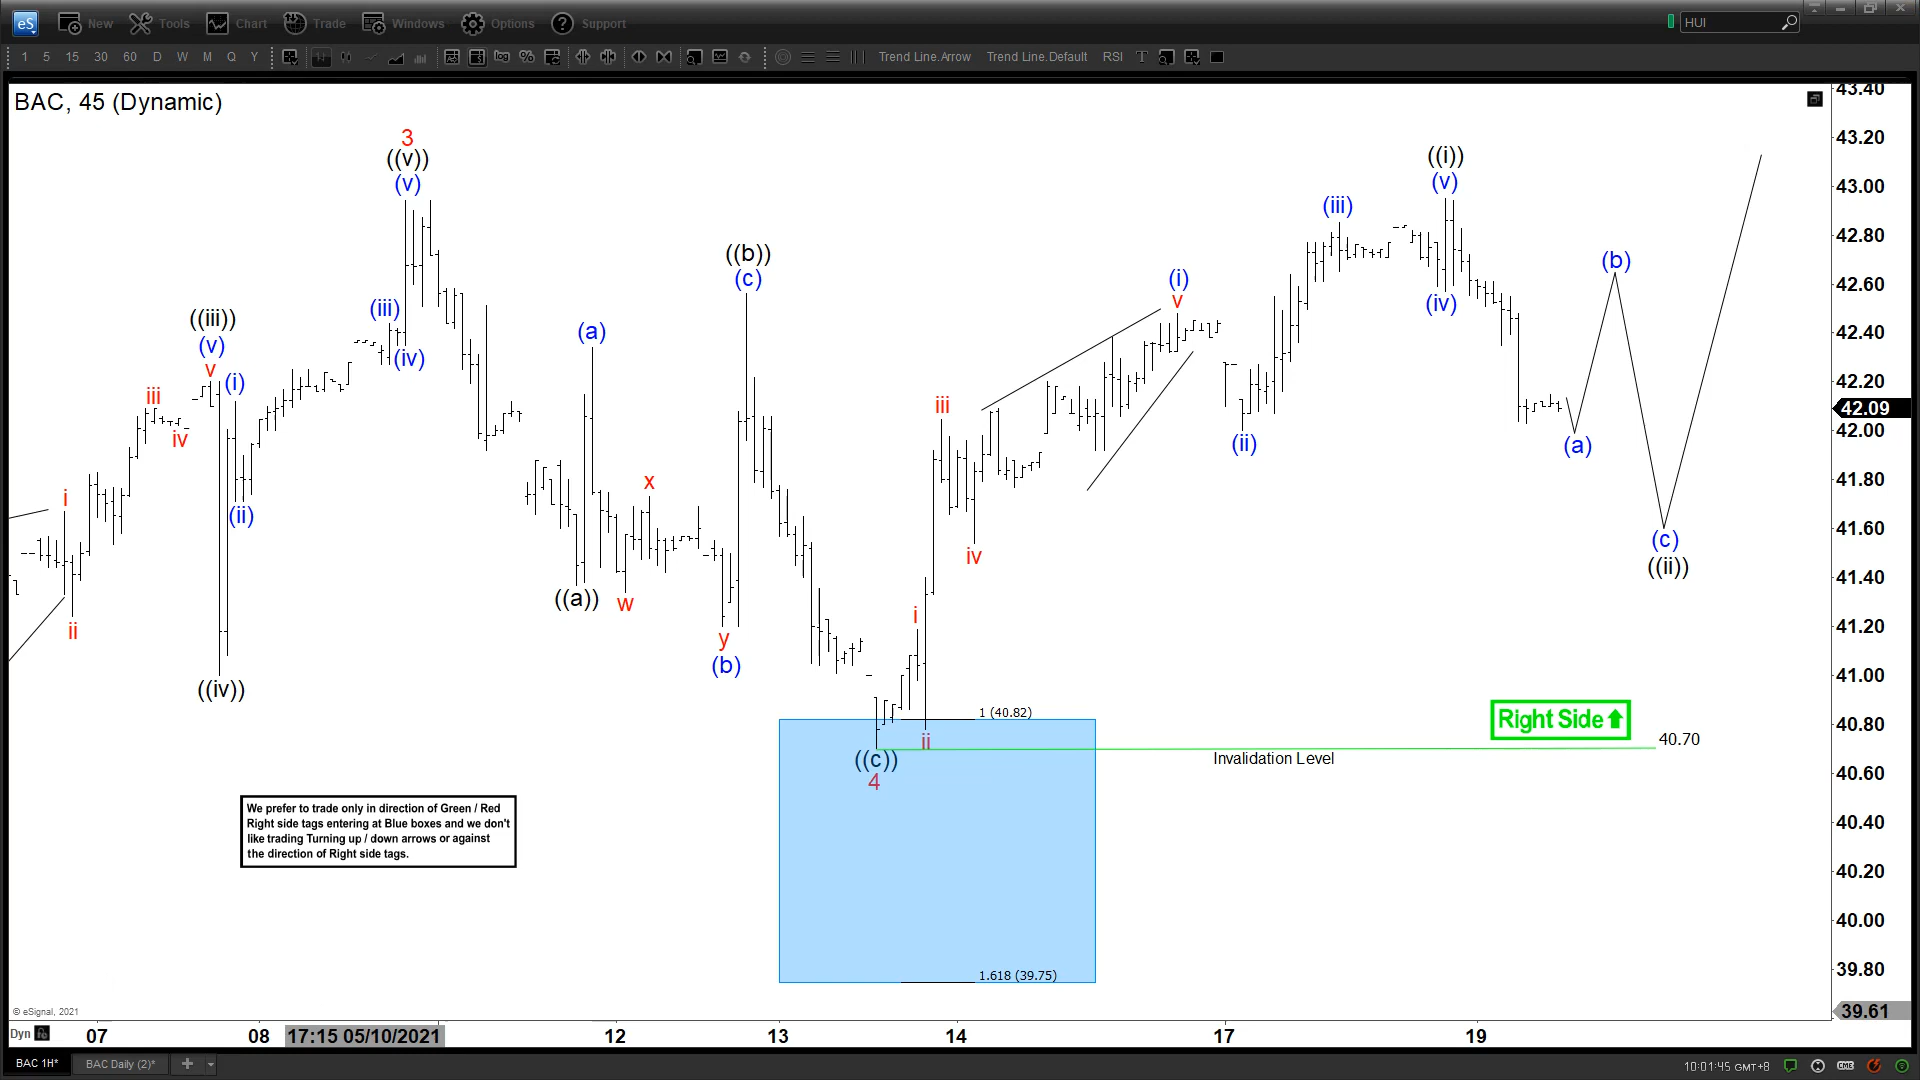 eS New Tools Chart Trade Windows Options Support HUI
1 5 15 30 60 D W M Q Y log % Trend Line.Arrow Trend Line.Default RSI T
BAC, 45 (Dynamic)
43.40
43.20
43.00
42.80
42.60
42.40
42.20
42.09
42.00
41.80
41.60
41.40
41.20
41.00
40.80
40.60
40.40
40.20
40.00
39.80
39.61
3
((v))
(v)
((i))
(v)
(iii)
((b))
(c)
(b)
(i)
v
(iii)
(iv)
((iii))
(v)
v
(i)
(iv)
(a)
iii
iv
iii
(ii)
(a)
x
i
(ii)
iv
(c)
((ii))
((a))
w
i
ii
y
(b)
((iv))
1 (40.82)
Right Side
ii
40.70
((c))
Invalidation Level
4
We prefer to trade only in direction of Green / Red
Right side tags entering at Blue boxes and we don't
like trading Turning up / down arrows or against
the direction of Right side tags.
1.618 (39.75)
© eSignal, 2021
Dyn 07 08 17:15 05/10/2021 12 13 14 17 19
BAC 1H* BAC Daily (2)* + 10:01:45 GMT+8 CME